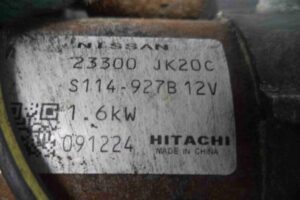 NISSAN
23300 JK20C
S114-927B 12V
1.6kW
091224 HITACHI
MADE IN CHINA